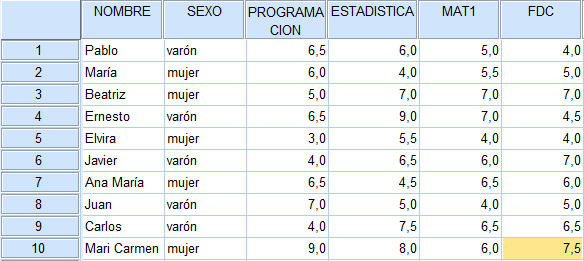 NOMBRE SEXO PROGRAMA CION ESTADISTICA MAT1 FDC
1 Pablo varón 6,5 6,0 5,0 4,0
2 María mujer 6,0 4,0 5,5 5,0
3 Beatriz mujer 5,0 7,0 7,0 7,0
4 Ernesto varón 6,5 9,0 7,0 4,5
5 Elvira mujer 3,0 5,5 4,0 4,0
6 Javier varón 4,0 6,5 6,0 7,0
7 Ana María mujer 6,5 4,5 6,5 6,0
8 Juan varón 7,0 5,0 4,0 5,0
9 Carlos varón 4,0 7,5 6,5 6,5
10 Mari Carmen mujer 9,0 8,0 6,0 7,5